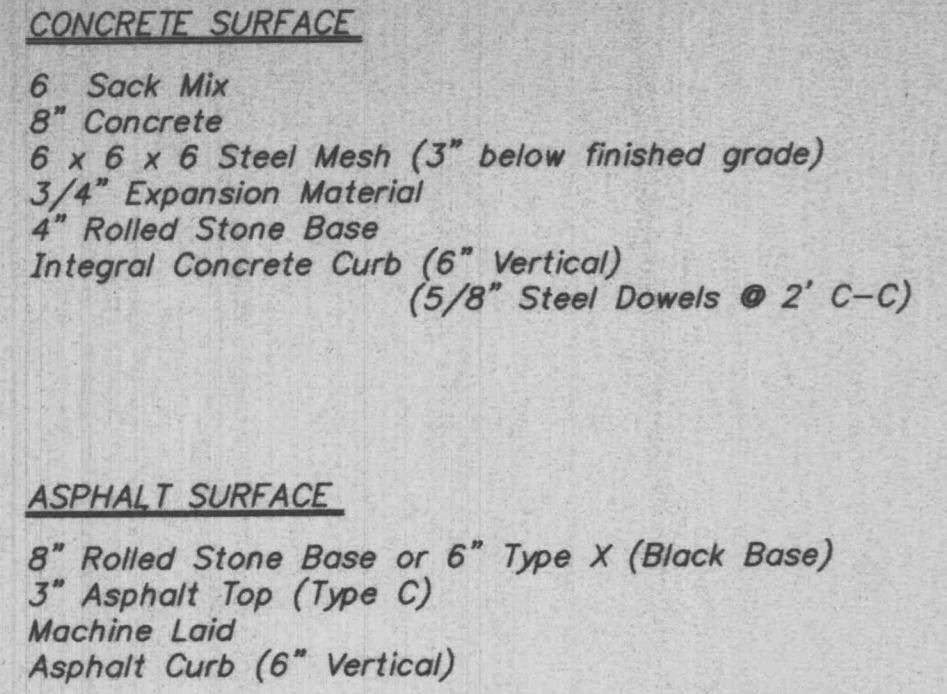 CONCRETE SURFACE
6 Sack Mix
8" Concrete
6 x 6 x 6 Steel Mesh (3" below finished grade)
3/4" Expansion Material
4" Rolled Stone Base
Integral Concrete Curb (6" Vertical)
(5/8" Steel Dowels @ 2' C-C)
ASPHALT SURFACE
8" Rolled Stone Base or 6" Type X (Black Base)
3" Asphalt Top (Type C)
Machine Laid
Asphalt Curb (6" Vertical)